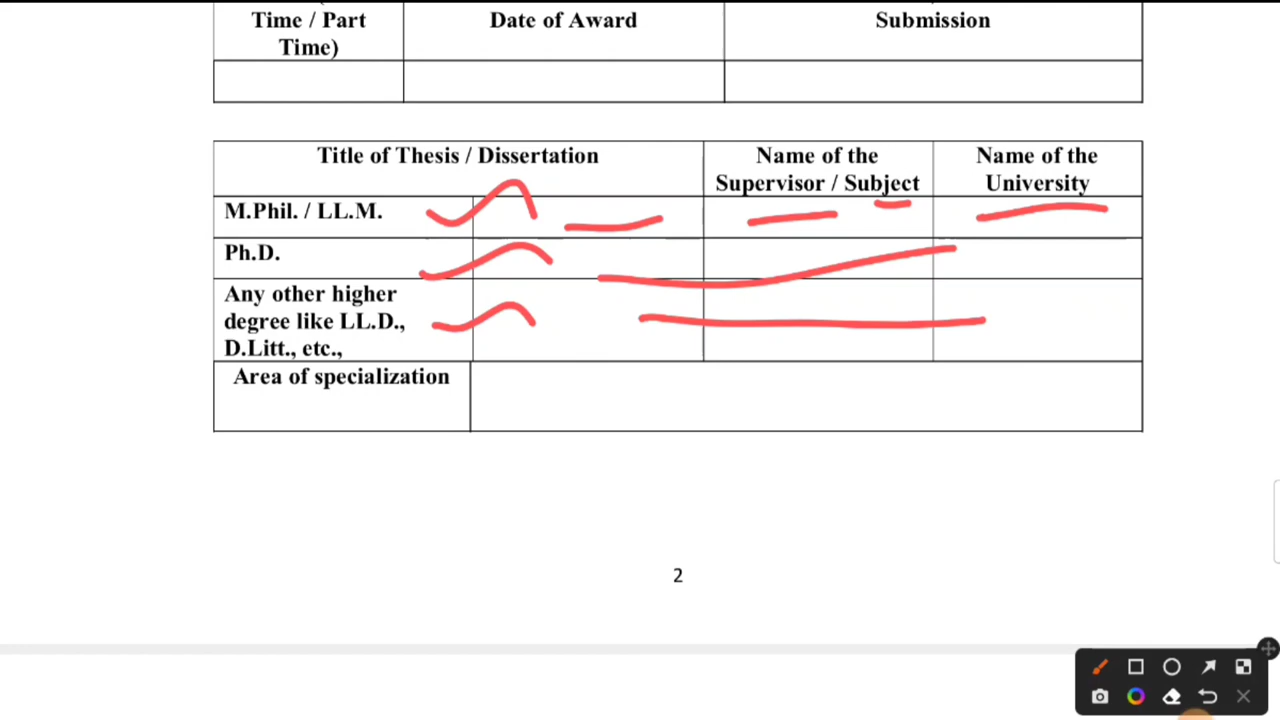 Time / Part Date of Award Submission
Time)
Title of Thesis / Dissertation Name of the Name of the
Supervisor / Subject University
M.Phil. / LL.M.
Ph.D.
Any other higher
degree like LL.D.,
D.Litt., etc.,
Area of specialization
2